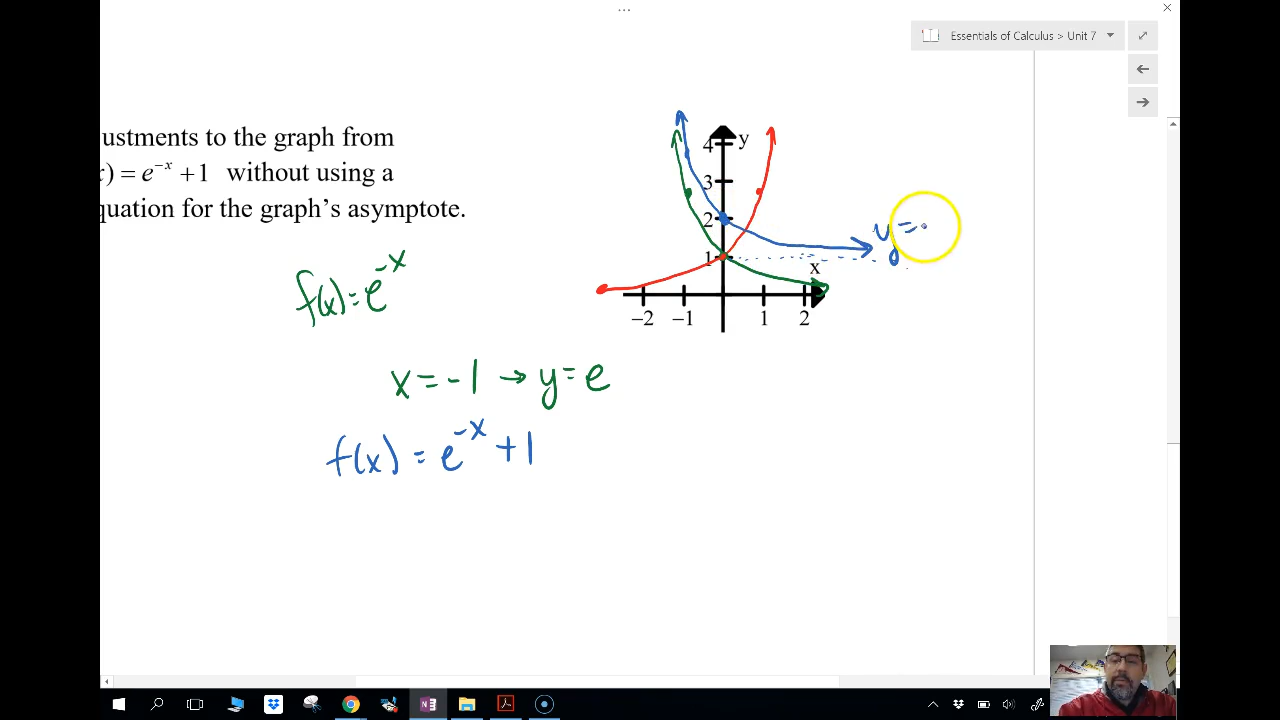 ...
Essentials of Calculus > Unit 7
ustments to the graph from
x) = e^{-x} + 1 without using a
quation for the graph's asymptote.
f(x) = e^{-x}
x = -1 → y = e
f(x) = e^{-x} + 1
y
4
3
2
1
x
-2 -1 1 2
y =